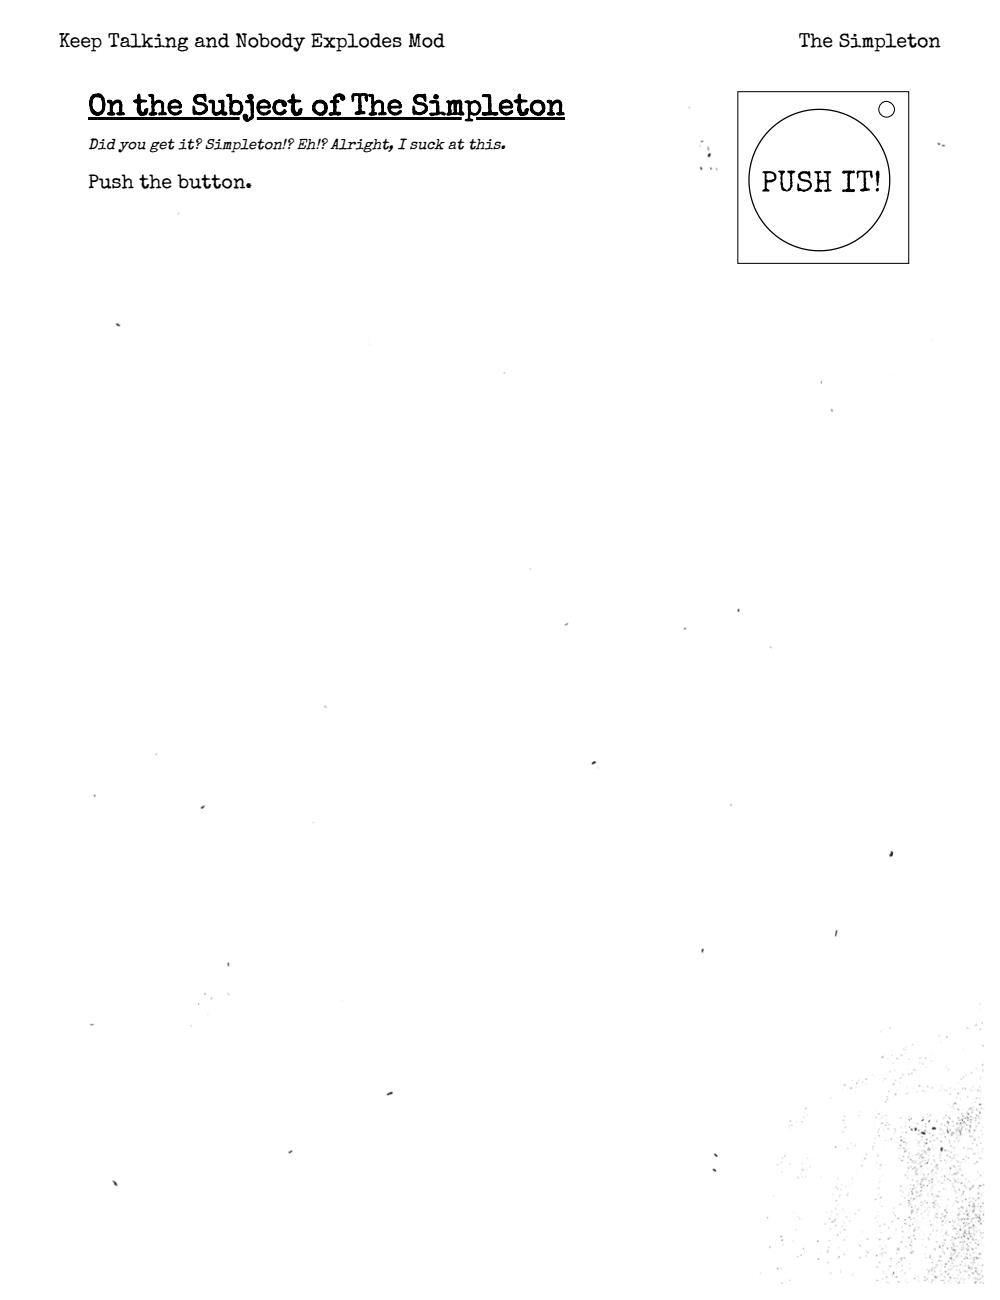 Keep Talking and Nobody Explodes Mod
The Simpleton
On the Subject of The Simpleton
Did you get it? Simpleton!? Eh!? Alright, I suck at this.
Push the button.
PUSH IT!